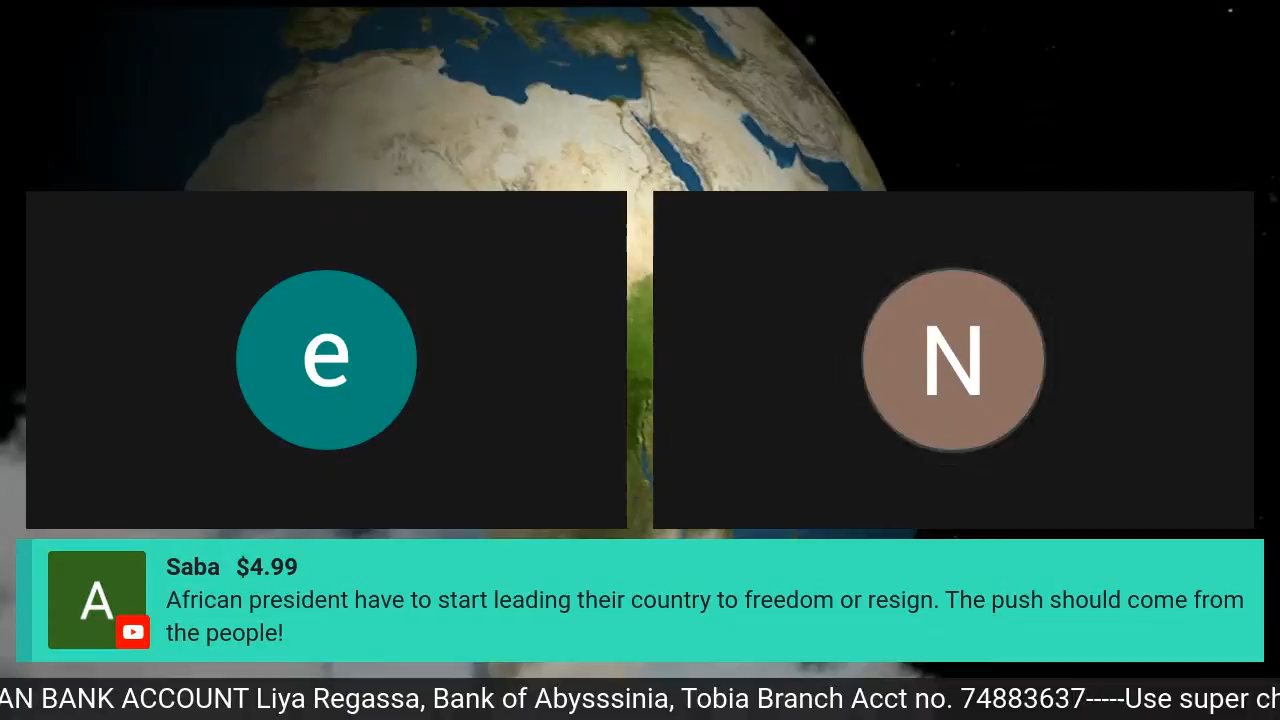 e
N
A
Saba $4.99
African president have to start leading their country to freedom or resign. The push should come from
the people!
AN BANK ACCOUNT Liya Regassa, Bank of Abysssinia, Tobia Branch Acct no. 74883637-----Use super ch